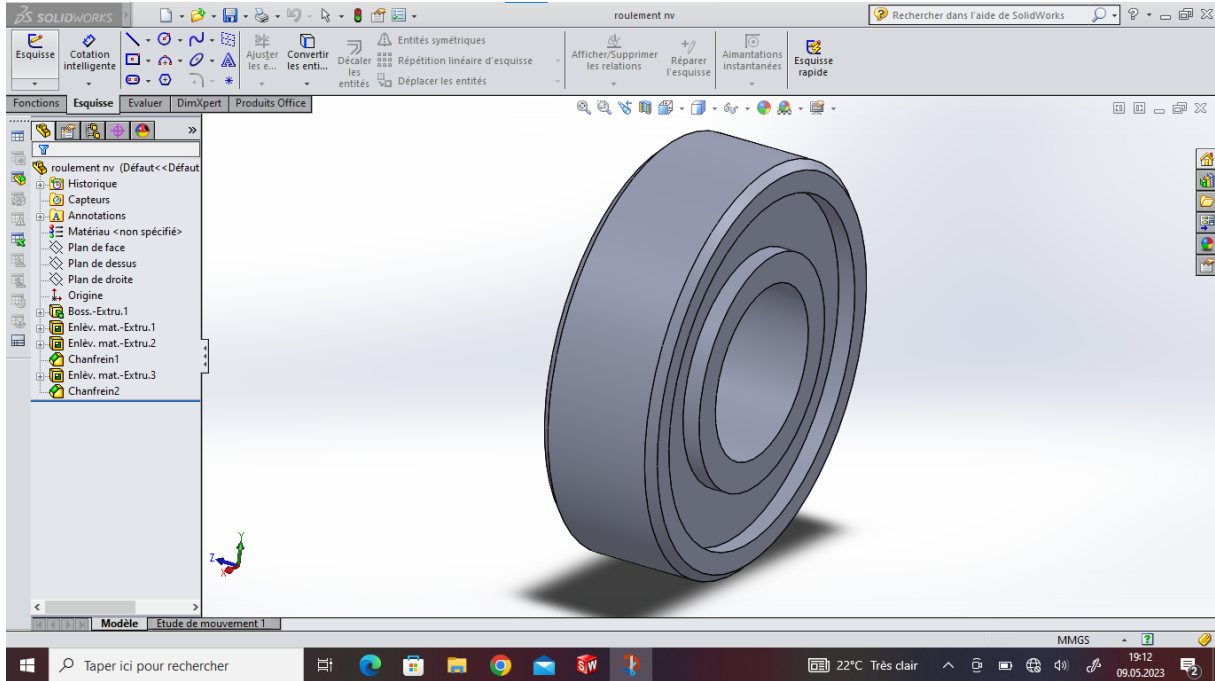 SOLIDWORKS
roulement nv
Rechercher dans l'aide de SolidWorks
Esquisse
Cotation intelligente
Ajuster les e...
Convertir les enti...
Décaler les entités
Entités symétriques
Répétition linéaire d'esquisse
Déplacer les entités
Afficher/Supprimer les relations
Réparer l'esquisse
Aimantations instantanées
Esquisse rapide
Fonctions Esquisse Evaluer DimXpert Produits Office
roulement nv (Défaut<<Défaut
Historique
Capteurs
Annotations
Matériau <non spécifié>
Plan de face
Plan de dessus
Plan de droite
Origine
Boss.-Extru.1
Enlèv. mat.-Extru.1
Enlèv. mat.-Extru.2
Chanfrein1
Enlèv. mat.-Extru.3
Chanfrein2
Y
Z
X
Modèle Etude de mouvement 1
MMGS
Taper ici pour rechercher
22°C Très clair
19:12
09.05.2023
2